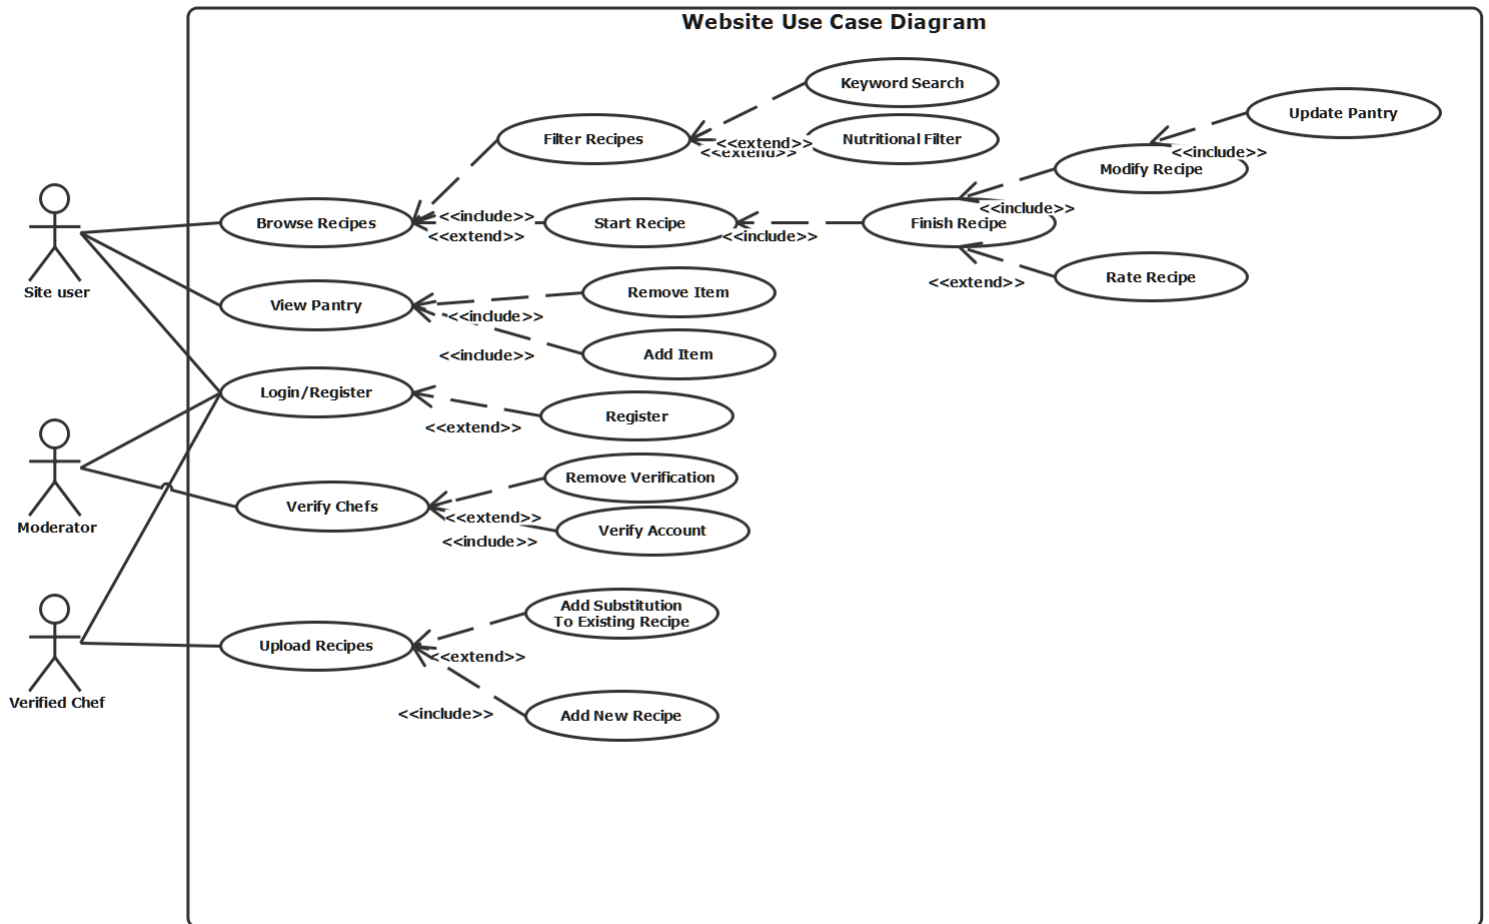 Website Use Case Diagram
Keyword Search
Update Pantry
Filter Recipes
<<extend>>
Nutritional Filter
<<extend>>
<<include>>
Modify Recipe
Browse Recipes
<<include>>
<<extend>>
Start Recipe
<<include>>
Finish Recipe
<<include>>
Site user
<<extend>>
Rate Recipe
View Pantry
<<include>>
Remove Item
<<include>>
Add Item
Login/Register
<<extend>>
Register
Remove Verification
Verify Chefs
<<extend>>
Moderator
<<include>>
Verify Account
Add Substitution
To Existing Recipe
Upload Recipes
<<extend>>
Verified Chef
<<include>>
Add New Recipe